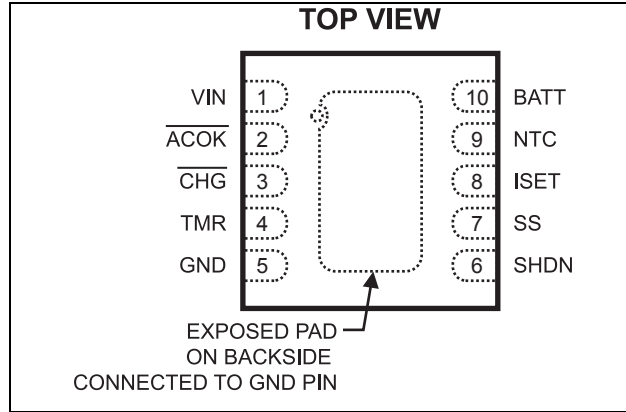 TOP VIEW
VIN 1 10 BATT
ACOK 2 9 NTC
CHG 3 8 ISET
TMR 4 7 SS
GND 5 6 SHDN
EXPOSED PAD
ON BACKSIDE
CONNECTED TO GND PIN